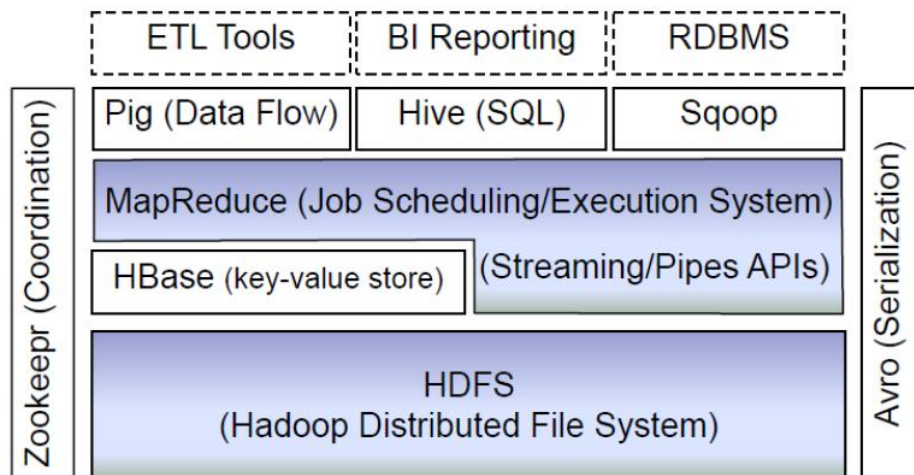 ETL Tools
BI Reporting
RDBMS
Zookeepr (Coordination)
Pig (Data Flow)
Hive (SQL)
Sqoop
Avro (Serialization)
MapReduce (Job Scheduling/Execution System)
(Streaming/Pipes APIs)
HBase (key-value store)
HDFS
(Hadoop Distributed File System)